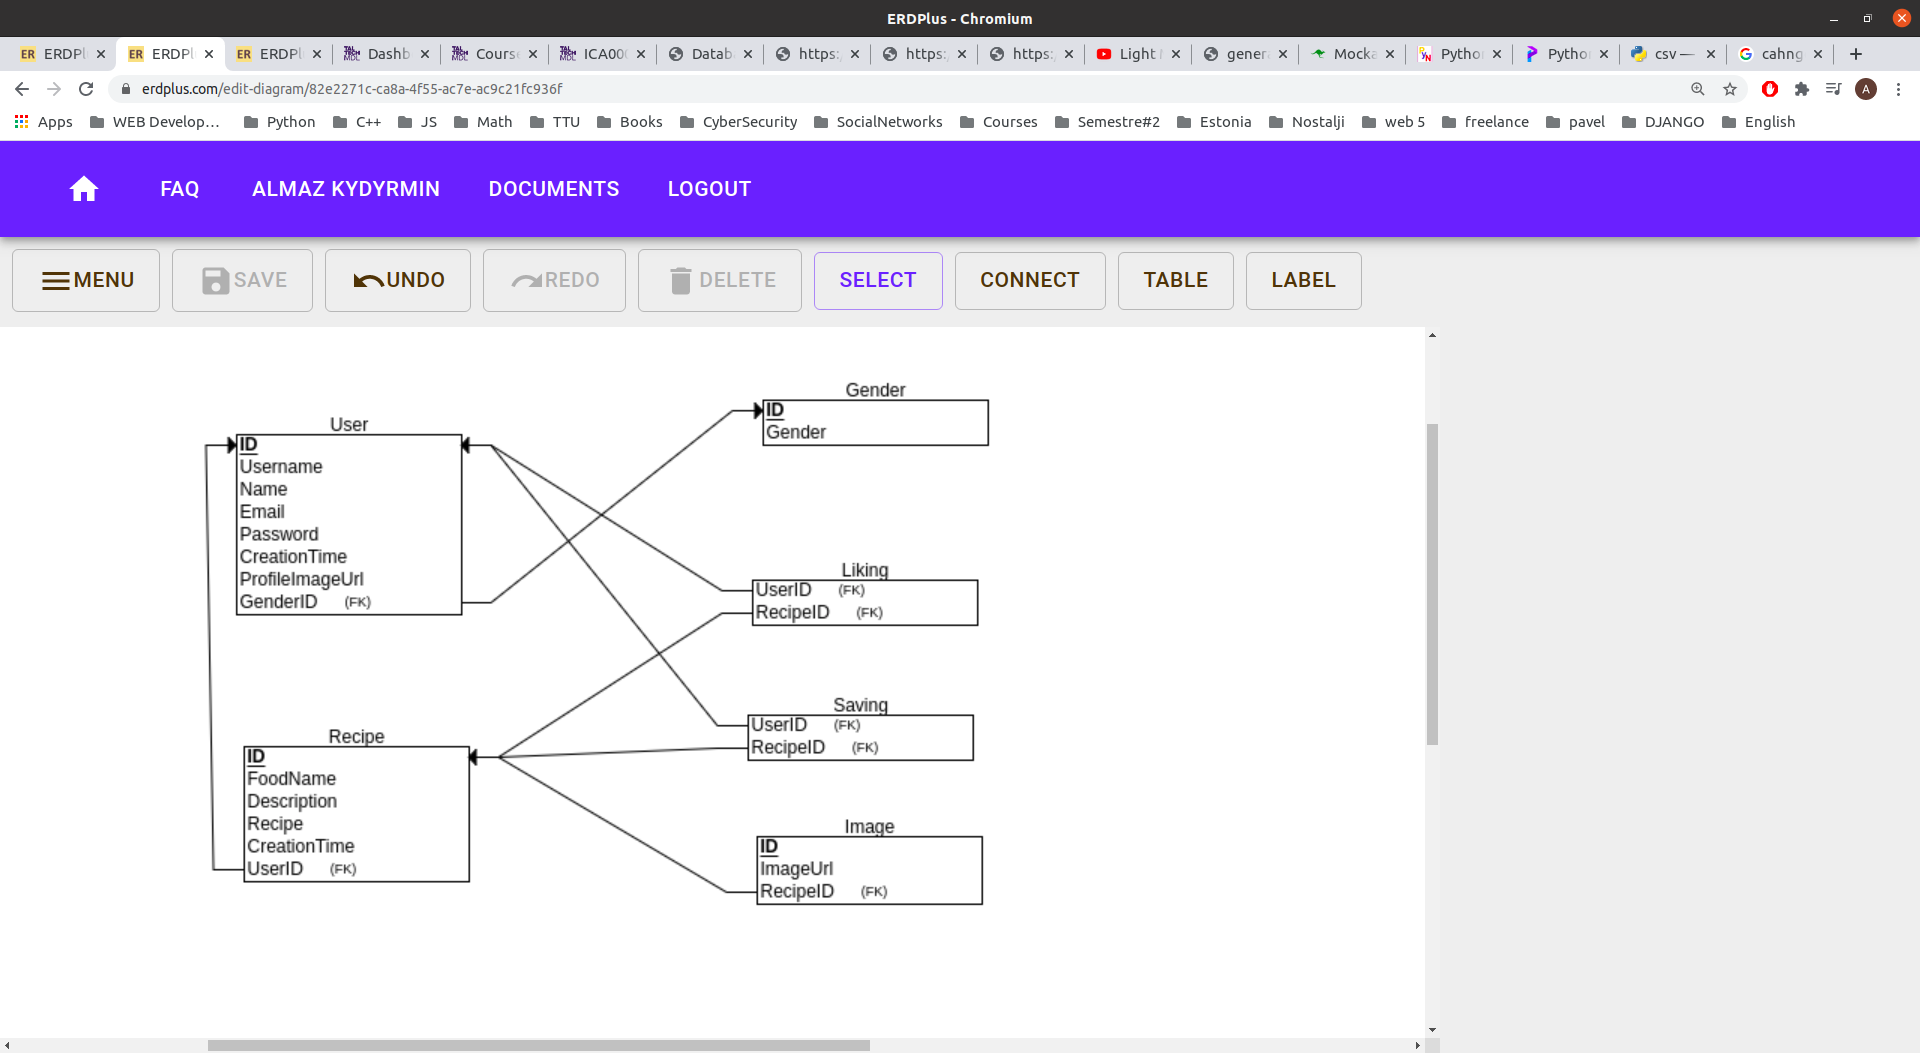 ERDPlus - Chromium
ERDPl ERDPl ERDPl Dashb Course ICA00 Datab https: https: https: Light gener Mocka Pytho Pytho csv — cahng
erdplus.com/edit-diagram/82e2271c-ca8a-4f55-ac7e-ac9c21fc936f A
Apps WEB Develop... Python C++ JS Math TTU Books CyberSecurity SocialNetworks Courses Semestre#2 Estonia Nostalji web 5 freelance pavel DJANGO English
FAQ ALMAZ KYDYRMIN DOCUMENTS LOGOUT
MENU SAVE UNDO REDO DELETE SELECT CONNECT TABLE LABEL
User
ID
Username
Name
Email
Password
CreationTime
ProfileImageUrl
GenderID (FK)
Gender
ID
Gender
Liking
UserID (FK)
RecipeID (FK)
Saving
UserID (FK)
RecipeID (FK)
Recipe
ID
FoodName
Description
Recipe
CreationTime
UserID (FK)
Image
ID
ImageUrl
RecipeID (FK)